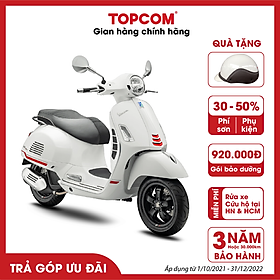 TOPCOM®
Gian hàng chính hãng
QUÀ TẶNG
30 - 50%
Phí sơn
Phụ kiện
920.000Đ
Gói bảo dưỡng
MIỄN PHÍ
Rửa xe
Cứu hộ tại
HN & HCM
3 NĂM
Hoặc 30.000km
BẢO HÀNH
TRẢ GÓP ƯU ĐÃI
Áp dụng từ 1/10/2021 - 31/12/2022